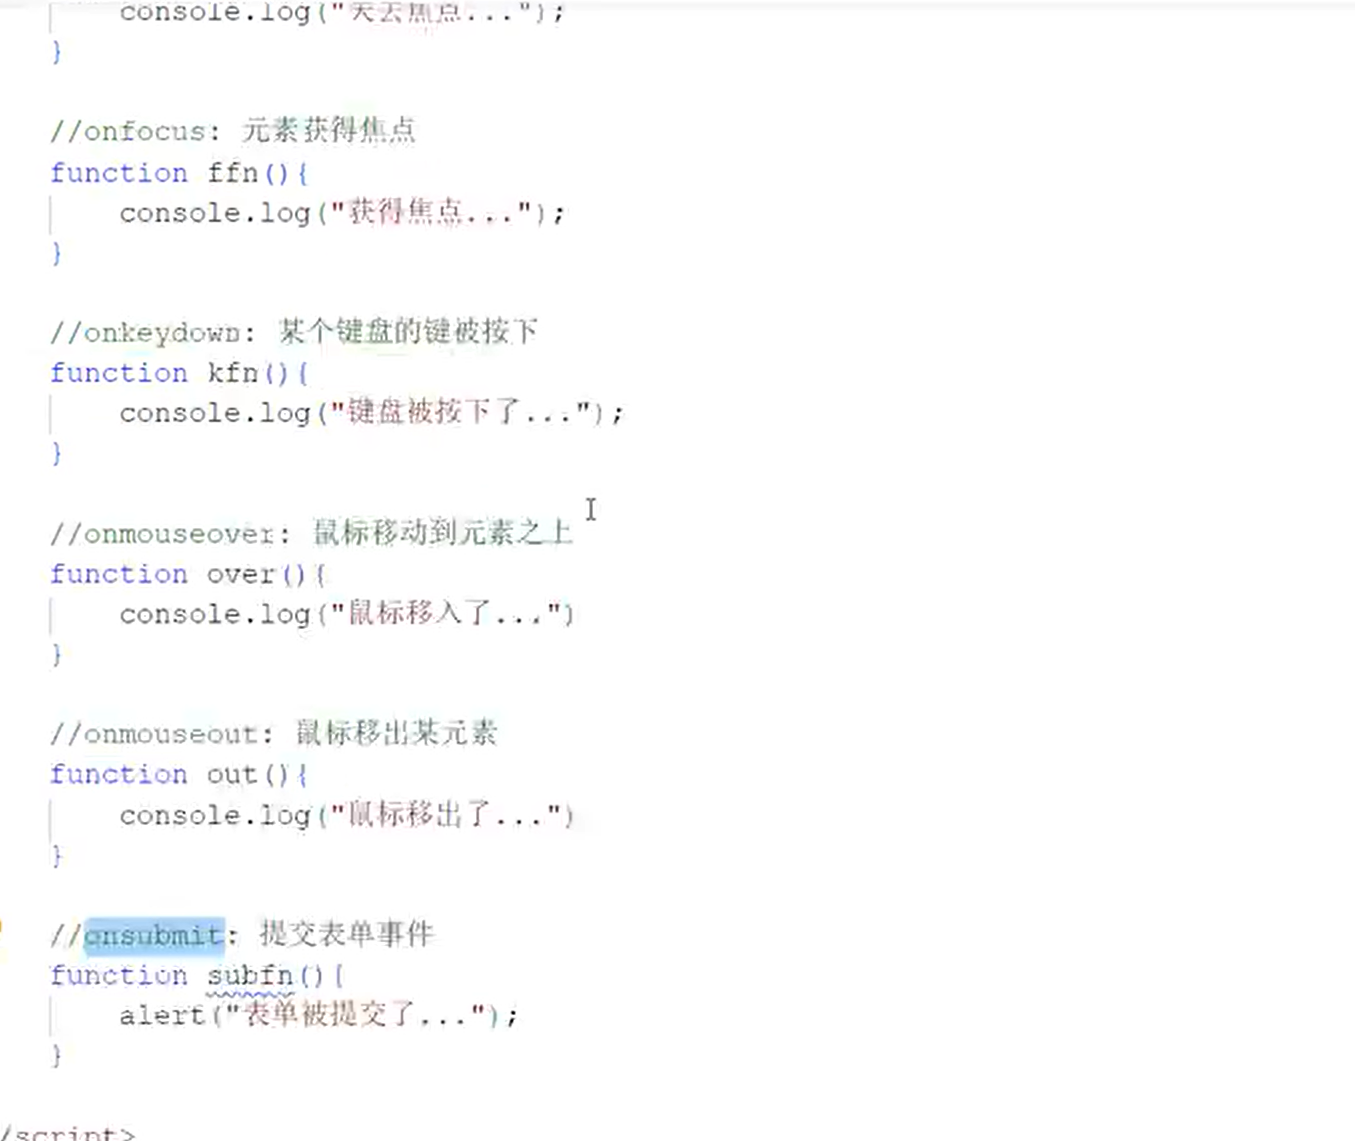 console.log("失去焦点...");
}
//onfocus: 元素获得焦点
function ffn(){
console.log("获得焦点...");
}
//onkeydown: 某个键盘的键被按下
function kfn(){
console.log("键盘被按下了...");
}
//onmouseover: 鼠标移动到元素之上
function over(){
console.log("鼠标移入了...")
}
//onmouseout: 鼠标移出某元素
function out(){
console.log("鼠标移出了...")
}
//onsubmit: 提交表单事件
function subfn(){
alert("表单被提交了...");
}
/script>